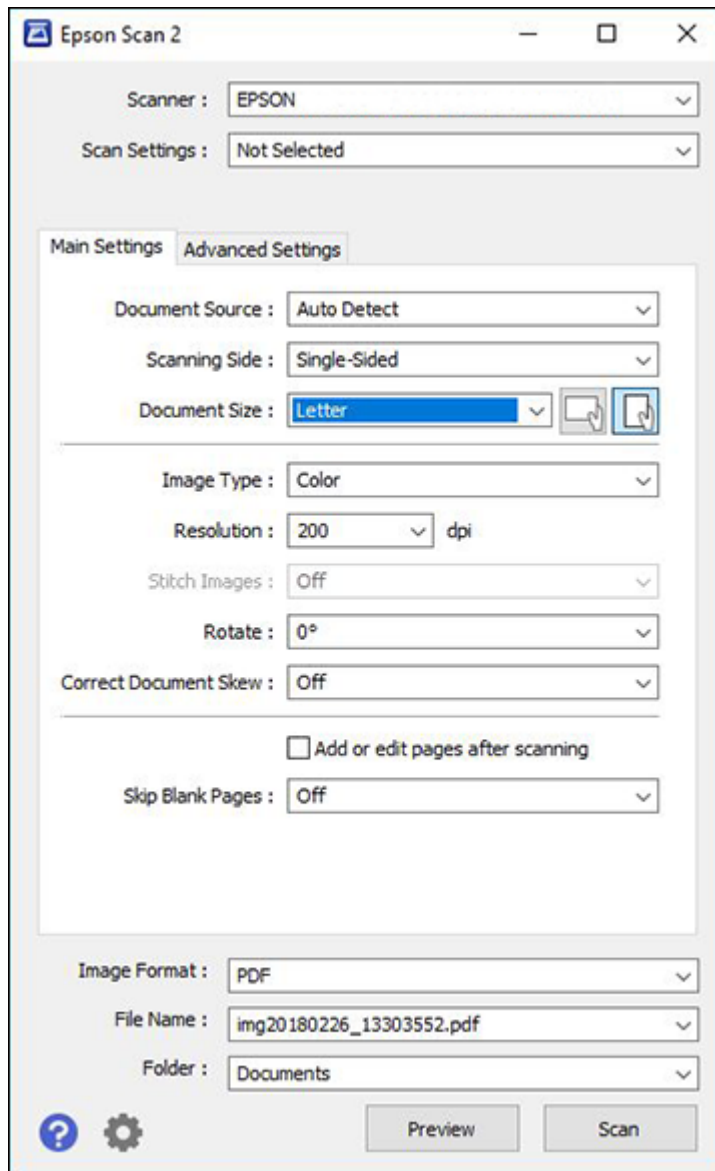 Epson Scan 2
Scanner : EPSON
Scan Settings : Not Selected
Main Settings Advanced Settings
Document Source : Auto Detect
Scanning Side : Single-Sided
Document Size : Letter
Image Type : Color
Resolution : 200 dpi
Stitch Images : Off
Rotate : 0°
Correct Document Skew : Off
Add or edit pages after scanning
Skip Blank Pages : Off
Image Format : PDF
File Name : img20180226_13303552.pdf
Folder : Documents
? Preview Scan